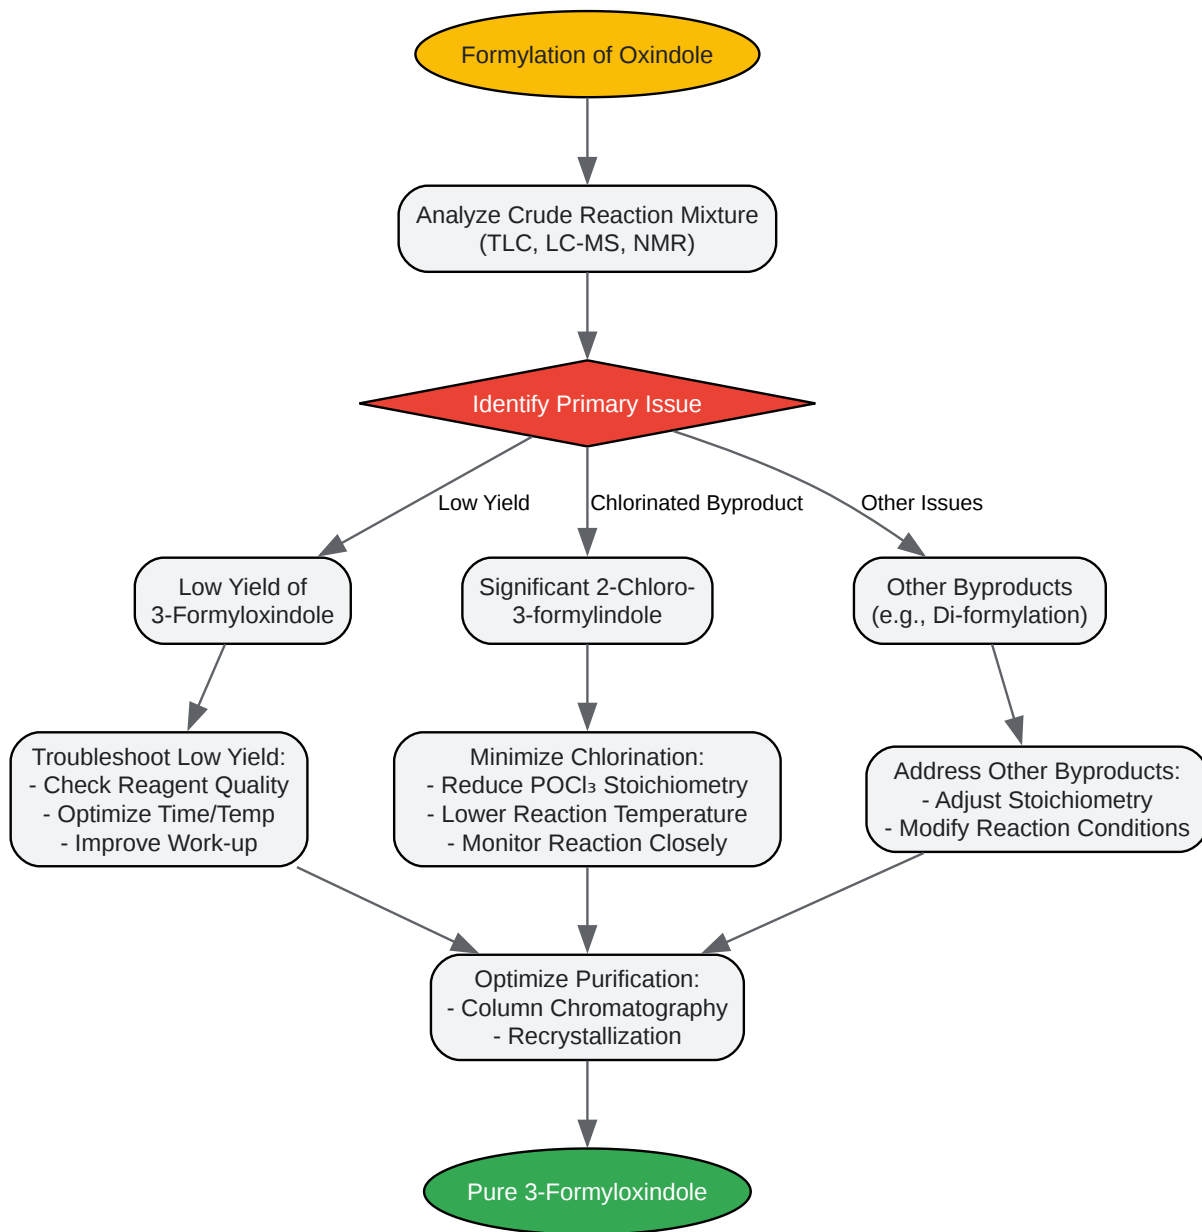 Formylation of Oxindole
Analyze Crude Reaction Mixture
(TLC, LC-MS, NMR)
Identify Primary Issue
Low Yield
Chlorinated Byproduct
Other Issues
Low Yield of
3-Formyloxindole
Significant 2-Chloro-
3-formylindole
Other Byproducts
(e.g., Di-formylation)
Troubleshoot Low Yield:
- Check Reagent Quality
- Optimize Time/Temp
- Improve Work-up
Minimize Chlorination:
- Reduce POCl₃ Stoichiometry
- Lower Reaction Temperature
- Monitor Reaction Closely
Address Other Byproducts:
- Adjust Stoichiometry
- Modify Reaction Conditions
Optimize Purification:
- Column Chromatography
- Recrystallization
Pure 3-Formyloxindole